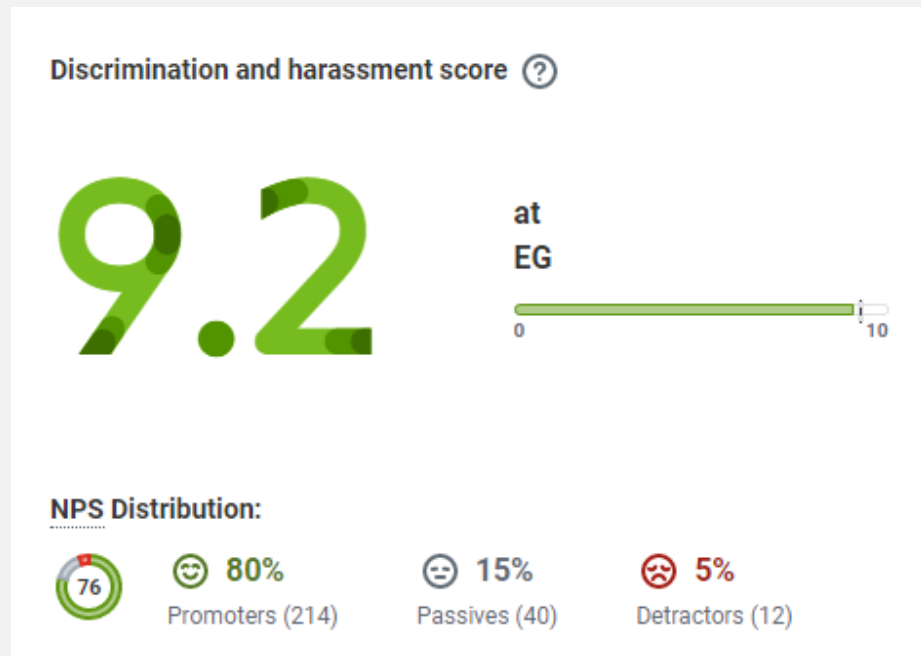 Discrimination and harassment score ?
9.2
at
EG
0 10
NPS Distribution:
76 80% 15% 5%
Promoters (214) Passives (40) Detractors (12)